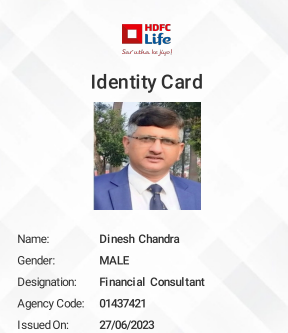 HDFC
Life
Sar utha ke jiyo!
Identity Card
Name: Dinesh Chandra
Gender: MALE
Designation: Financial Consultant
Agency Code: 01437421
Issued On: 27/06/2023